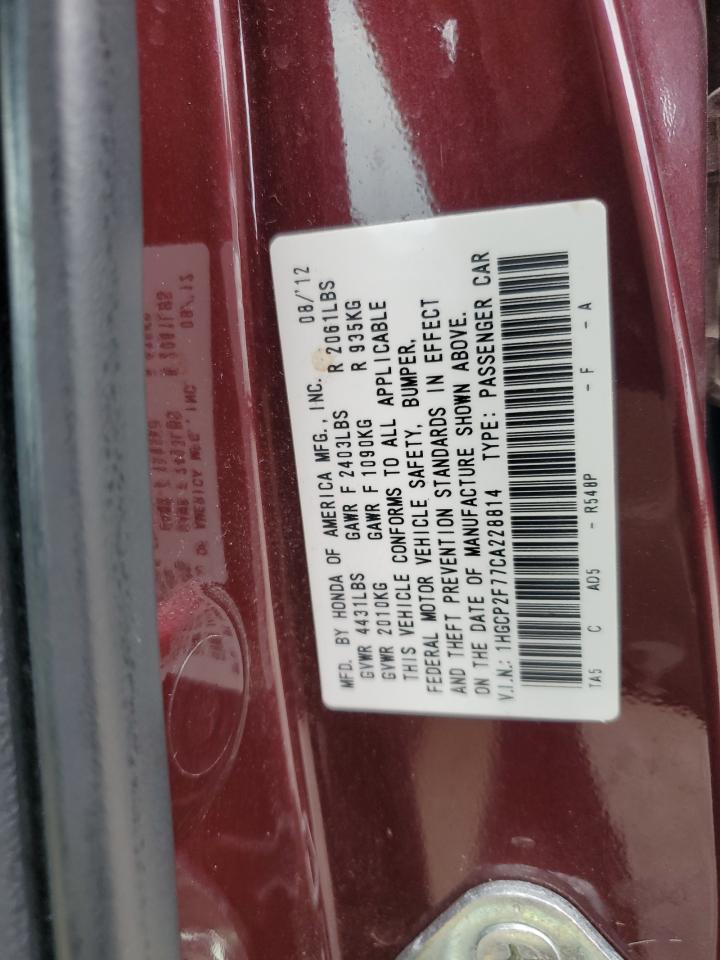 MFD. BY HONDA OF AMERICA MFG., INC. 08/'12
GVWR 4431LBS GAWR F 2403LBS R 2061LBS
GVWR 2010KG GAWR F 1090KG R 935KG
THIS VEHICLE CONFORMS TO ALL APPLICABLE
FEDERAL MOTOR VEHICLE SAFETY, BUMPER,
AND THEFT PREVENTION STANDARDS IN EFFECT
ON THE DATE OF MANUFACTURE SHOWN ABOVE.
V.I.N.: 1HGCP2F77CA228814 TYPE: PASSENGER CAR
TA5 C A05 - R548P - F - A